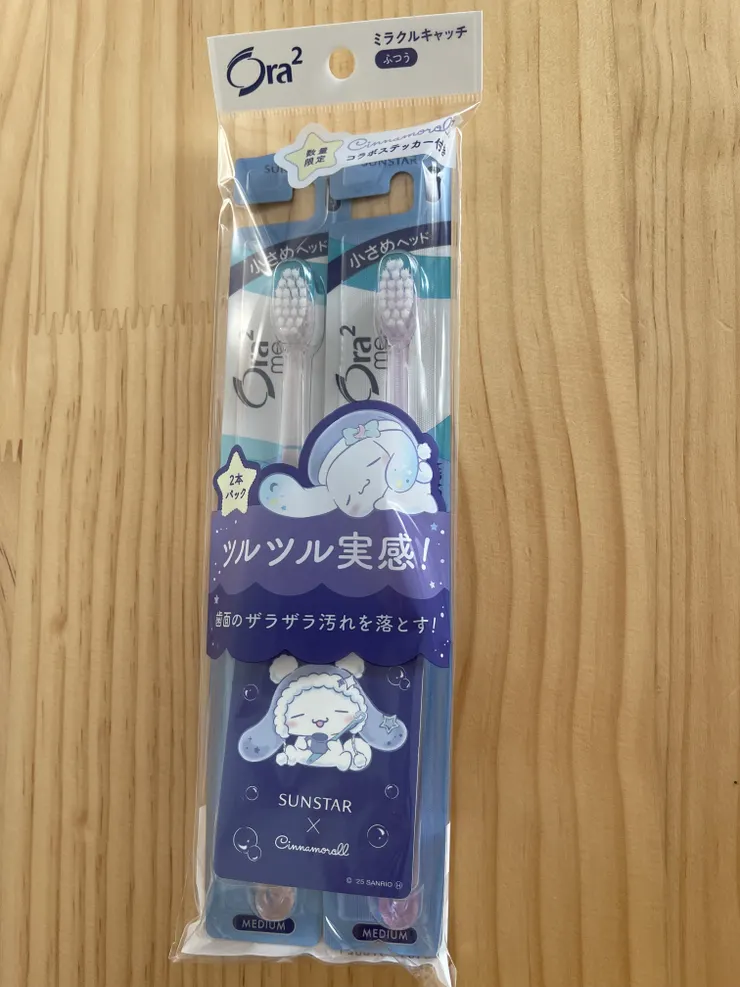 Ora²
ミラクルキャッチ
ふつう
数量
限定
Cinnamoroll
コラボステッカー付き
SUNSTAR
小さめヘッド
小さめヘッド
Ora²
me
Ora²
me
2本
パック
ツルツル実感!
歯面のザラザラ汚れを落とす!
SUNSTAR
×
Cinnamoroll
© '25 SANRIO Ⓗ
MEDIUM
MEDIUM